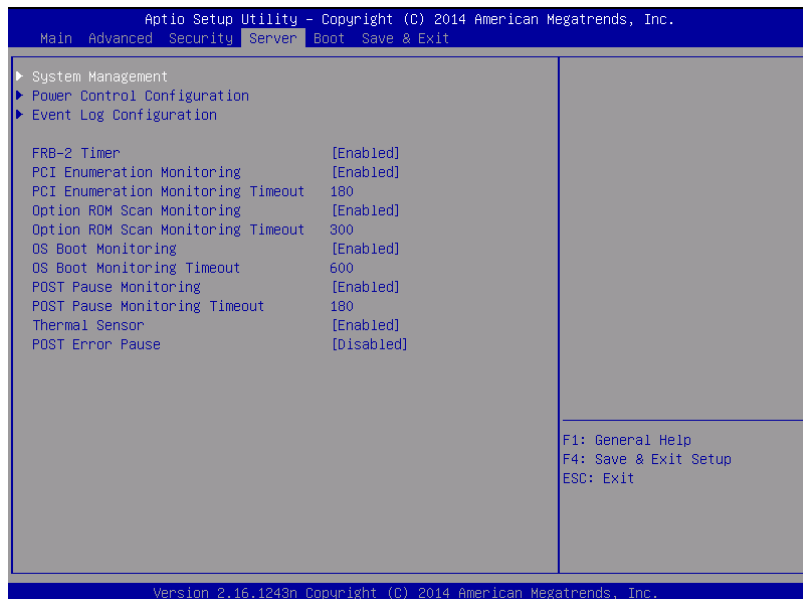 Aptio Setup Utility – Copyright (C) 2014 American Megatrends, Inc.
Main Advanced Security Server Boot Save & Exit
System Management
Power Control Configuration
Event Log Configuration
FRB-2 Timer [Enabled]
PCI Enumeration Monitoring [Enabled]
PCI Enumeration Monitoring Timeout 180
Option ROM Scan Monitoring [Enabled]
Option ROM Scan Monitoring Timeout 300
OS Boot Monitoring [Enabled]
OS Boot Monitoring Timeout 600
POST Pause Monitoring [Enabled]
POST Pause Monitoring Timeout 180
Thermal Sensor [Enabled]
POST Error Pause [Disabled]
F1: General Help
F4: Save & Exit Setup
ESC: Exit
Version 2.16.1243n Copyright (C) 2014 American Megatrends, Inc.